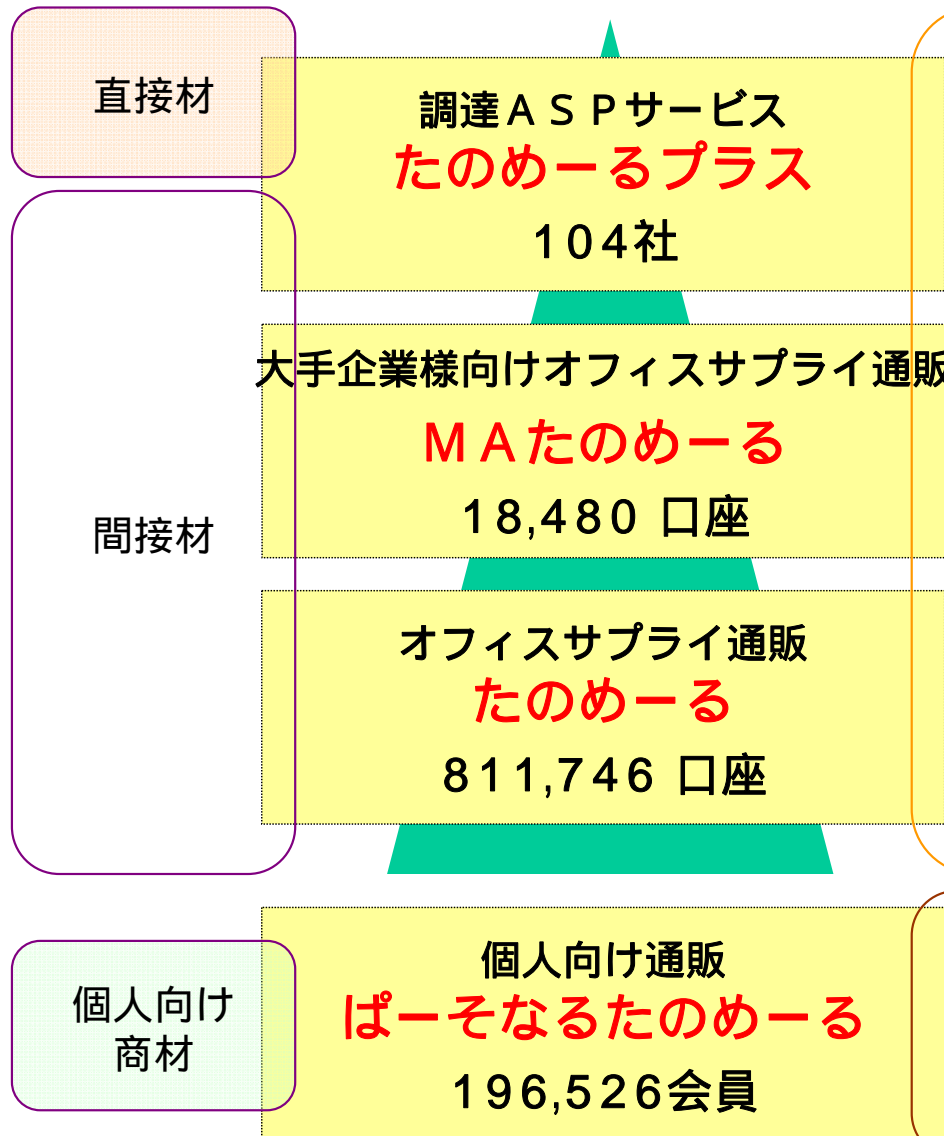 直接材
調達ＡＳＰサービス
たのめーるプラス
１０４社
大手企業様向けオフィスサプライ通販
ＭＡたのめーる
１８,４８０ 口座
間接材
オフィスサプライ通販
たのめーる
８１１,７４６ 口座
個人向け
商材
個人向け通販
ぱーそなるたのめーる
１９６,５２６会員